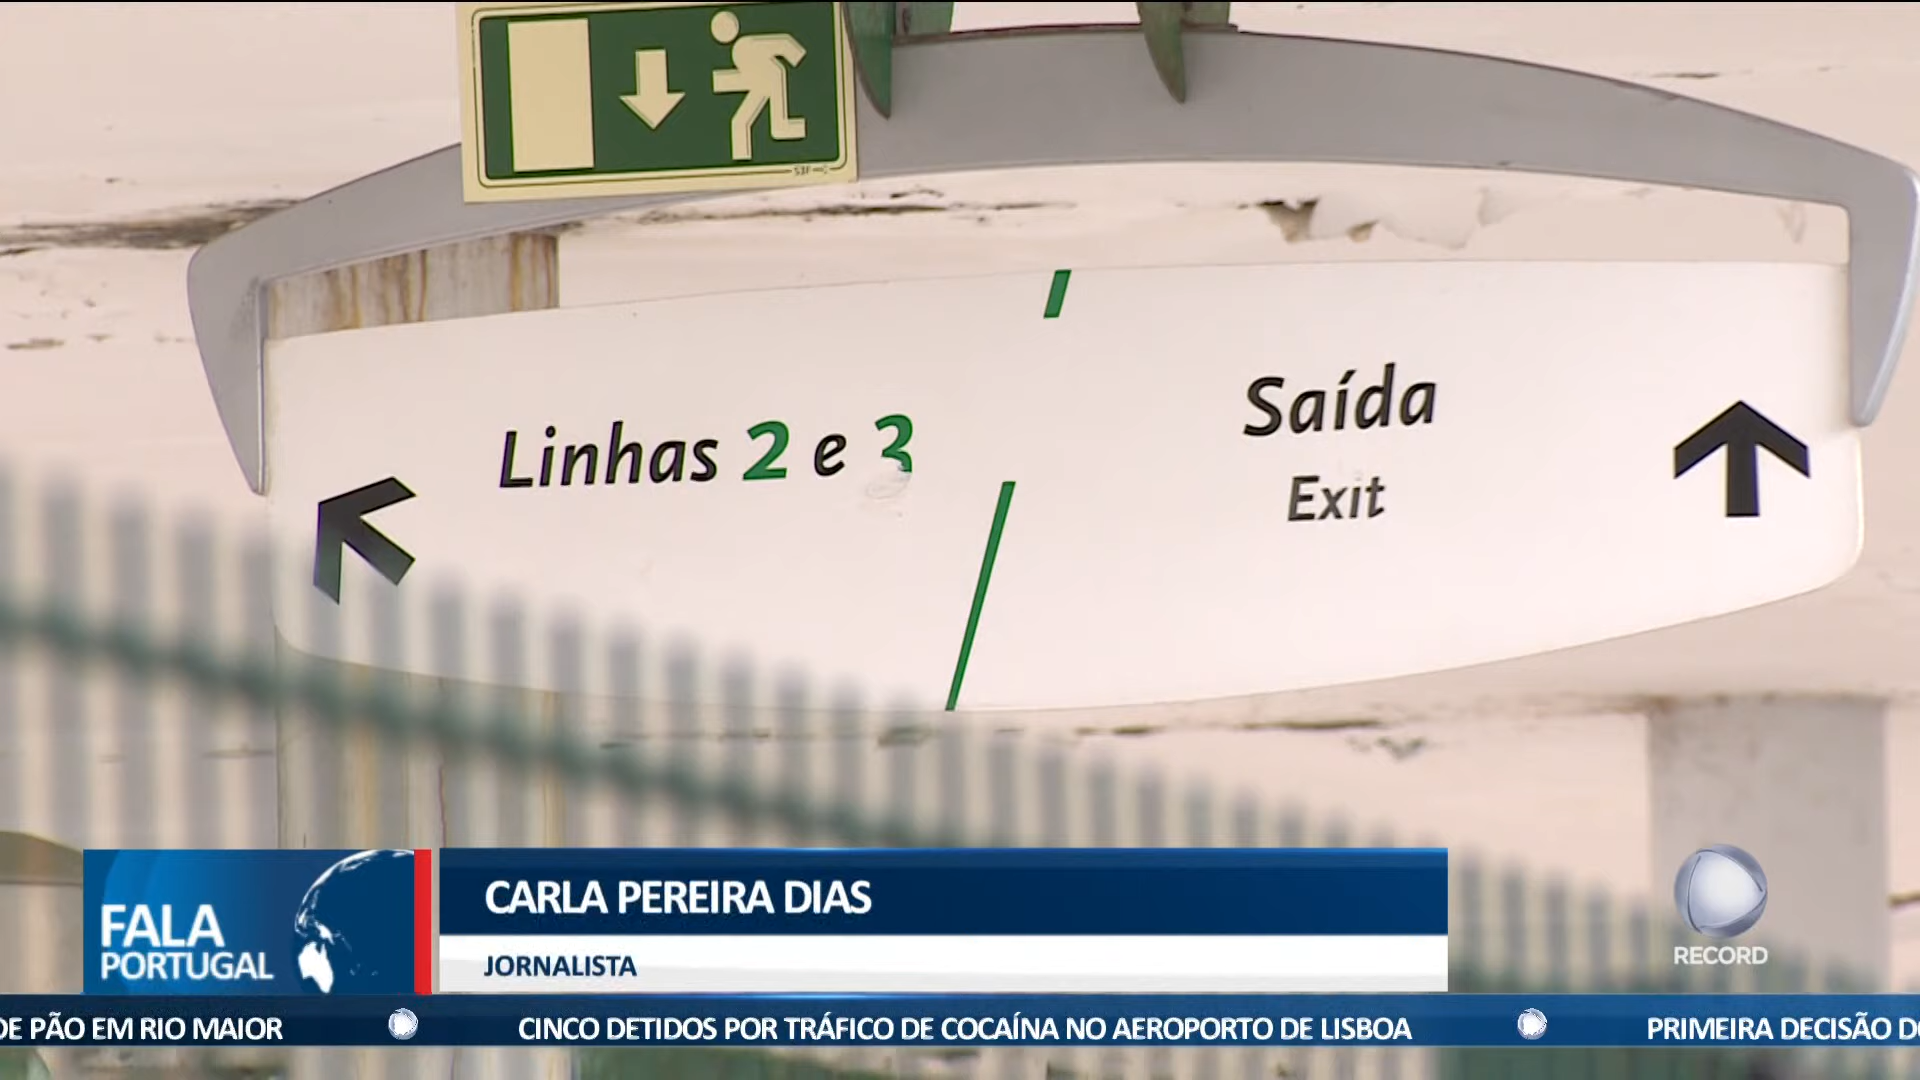 Linhas 2 e 3
Saída
Exit
CARLA PEREIRA DIAS
JORNALISTA
FALA
PORTUGAL
RECORD
DE PÃO EM RIO MAIOR
CINCO DETIDOS POR TRÁFICO DE COCAÍNA NO AEROPORTO DE LISBOA
PRIMEIRA DECISÃO